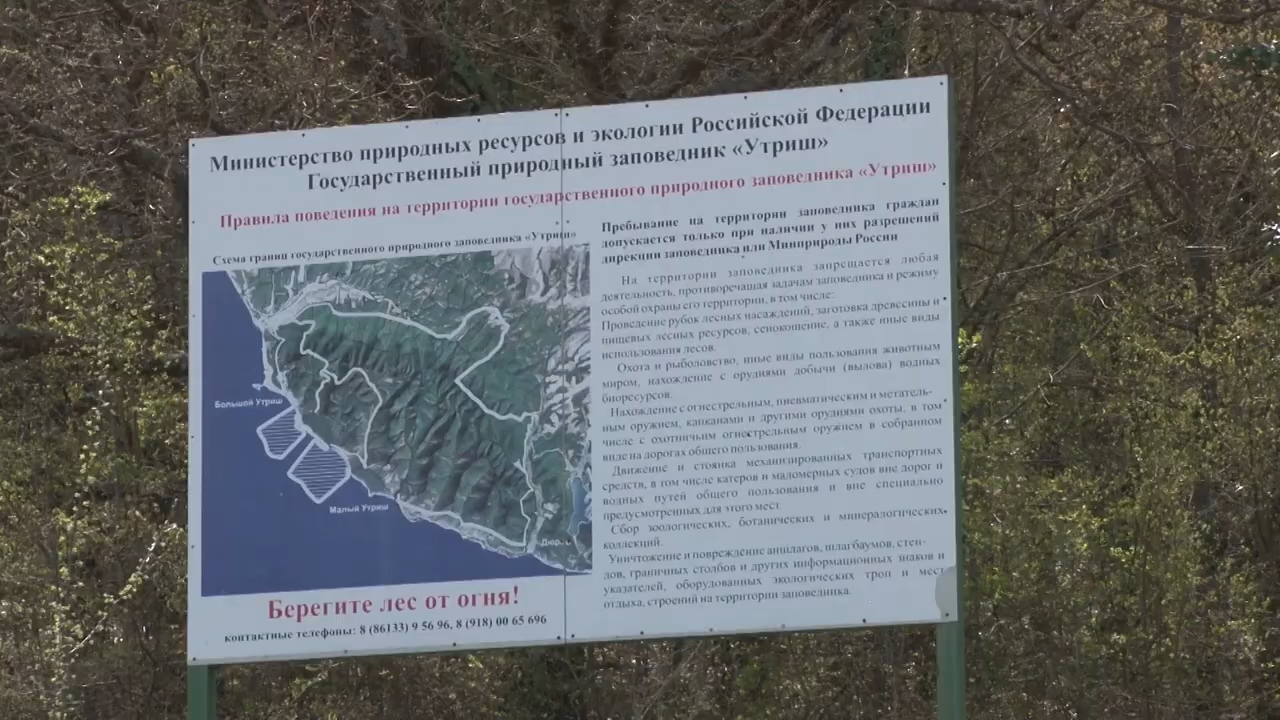 Министерство природных ресурсов и экологии Российской Федерации
Государственный природный заповедник «Утриш»
Правила поведения на территории государственного природного заповедника «Утриш»
Схема границ государственного природного заповедника «Утриш»
Большой Утриш
Малый Утриш
Дюрсо
Берегите лес от огня!
контактные телефоны: 8 (86133) 9 56 96, 8 (918) 00 65 696
Пребывание на территории заповедника граждан
допускается только при наличии у них разрешений
дирекции заповедника или Минприроды России
На территории заповедника запрещается любая
деятельность, противоречащая задачам заповедника и режиму
особой охраны его территории, в том числе:
Проведение рубок лесных насаждений, заготовка древесины и
пищевых лесных ресурсов, сенокошение, а также иные виды
использования лесов.
Охота и рыболовство, иные виды пользования животным
миром, нахождение с орудиями добычи (вылова) водных
биоресурсов.
Нахождение с огнестрельным, пневматическим и метатель-
ным оружием, капканами и другими орудиями охоты, в том
числе с охотничьим огнестрельным оружием в собранном
виде на дорогах общего пользования.
Движение и стоянка механизированных транспортных
средств, в том числе катеров и маломерных судов вне дорог и
водных путей общего пользования и вне специально
предусмотренных для этого мест.
Сбор зоологических, ботанических и минералогических
коллекций.
Уничтожение и повреждение аншлагов, шлагбаумов, стен-
дов, граничных столбов и других информационных знаков и
указателей, оборудованных экологических троп и мест
отдыха, строений на территории заповедника.